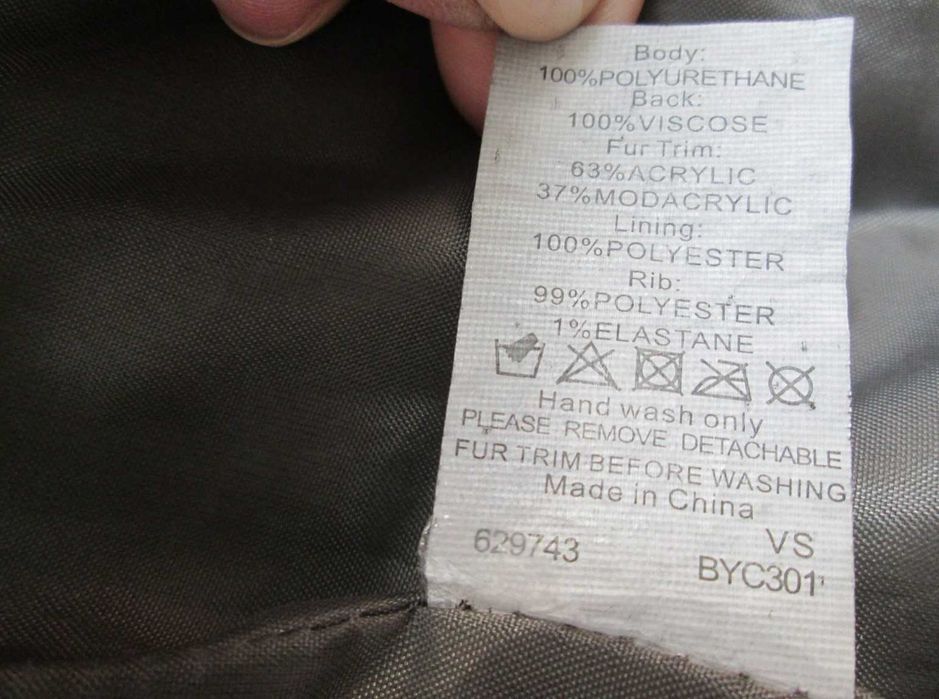 Body:
100%POLYURETHANE
Back:
100%VISCOSE
Fur Trim:
63%ACRYLIC
37%MODACRYLIC
Lining:
100%POLYESTER
Rib:
99%POLYESTER
1%ELASTANE
Hand wash only
PLEASE REMOVE DETACHABLE
FUR TRIM BEFORE WASHING
Made in China
629743 VS
BYC301